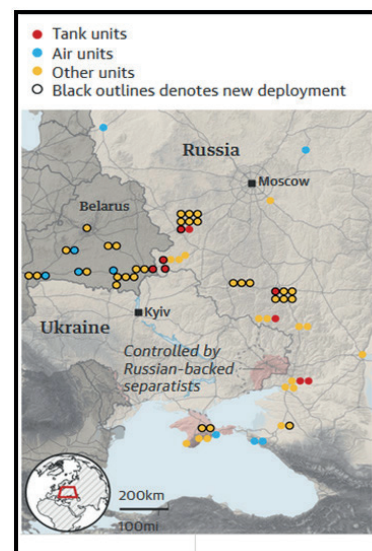 Tank units
Air units
Other units
Black outlines denotes new deployment
Russia
Moscow
Belarus
Kyiv
Ukraine
Controlled by
Russian-backed
separatists
200km
100mi